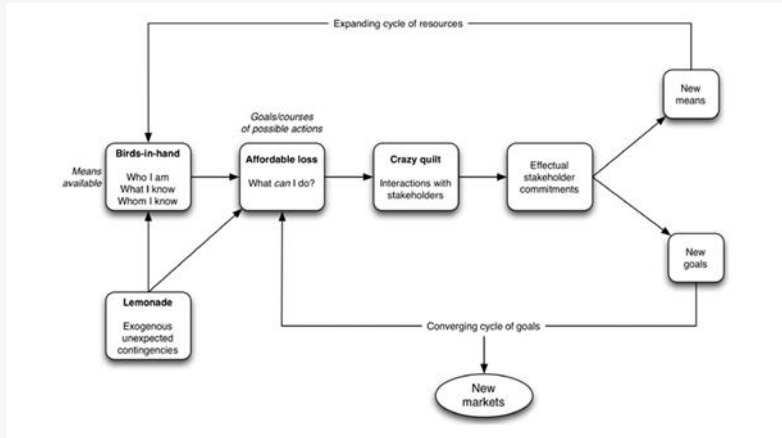 Expanding cycle of resources
New
means
Goals/courses
of possible actions
Means
available
Birds-in-hand
Who I am
What I know
Whom I know
Affordable loss
What can I do?
Crazy quilt
Interactions with
stakeholders
Effectual
stakeholder
commitments
New
goals
Lemonade
Exogenous
unexpected
contingencies
Converging cycle of goals
New
markets